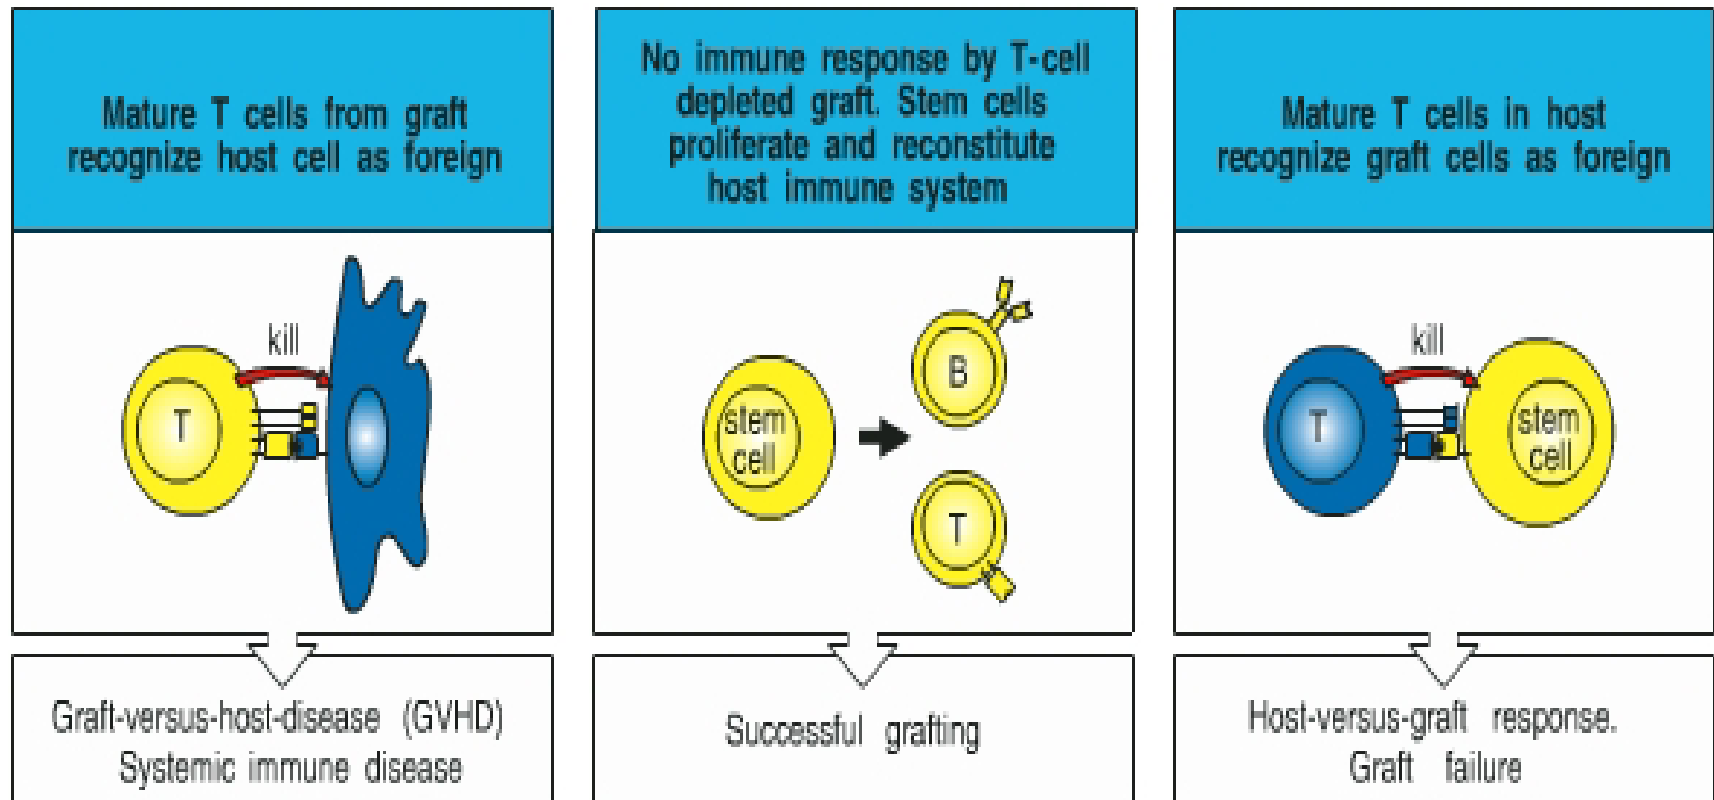 Mature T cells from graft
recognize host cell as foreign
kill
T
Graft-versus-host-disease (GVHD)
Systemic immune disease
No immune response by T-cell
depleted graft. Stem cells
proliferate and reconstitute
host immune system
stem
cell
B
T
Successful grafting
Mature T cells in host
recognize graft cells as foreign
kill
T
stem
cell
Host-versus-graft response.
Graft failure